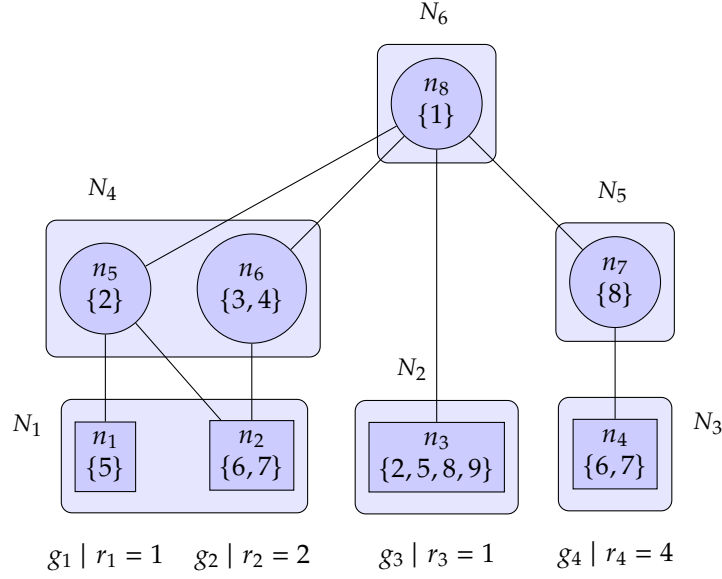 N₆
n₈
{1}
N₄
N₅
n₅
{2}
n₆
{3, 4}
n₇
{8}
N₂
N₁
n₁
{5}
n₂
{6, 7}
n₃
{2, 5, 8, 9}
n₄
{6, 7}
N₃
g₁ | r₁ = 1 g₂ | r₂ = 2 g₃ | r₃ = 1 g₄ | r₄ = 4